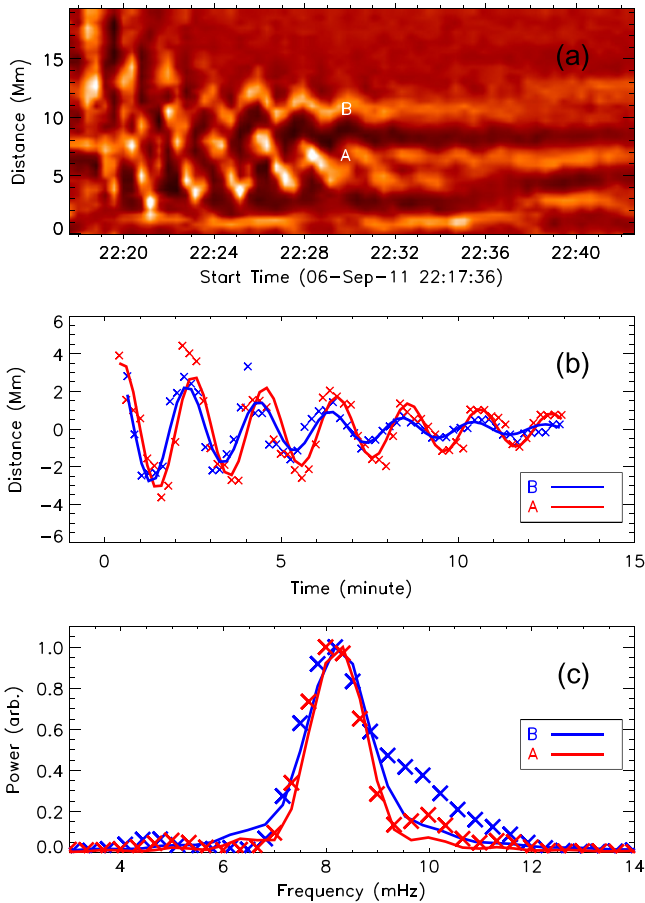 (a)
Distance (Mm)
15
10
5
0
B
A
22:20 22:24 22:28 22:32 22:36 22:40
Start Time (06-Sep-11 22:17:36)
(b)
Distance (Mm)
6
4
2
0
−2
−4
−6
B
A
0 5 10 15
Time (minute)
(c)
Power (arb.)
1.0
0.8
0.6
0.4
0.2
0.0
B
A
4 6 8 10 12 14
Frequency (mHz)